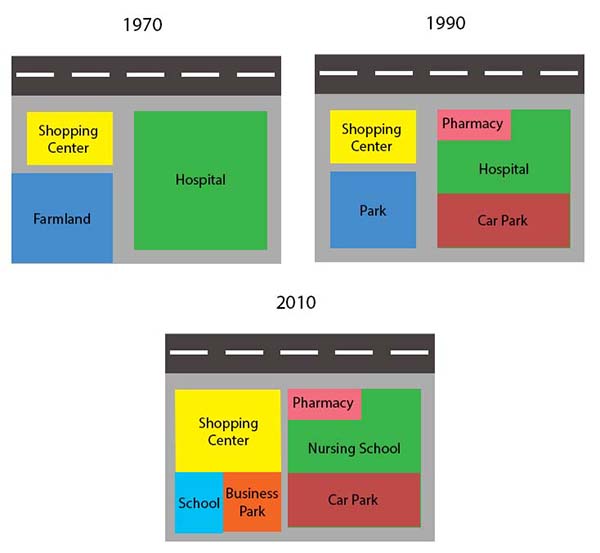 1970
Shopping
Center
Hospital
Farmland
1990
Shopping
Center
Pharmacy
Hospital
Park
Car Park
2010
Shopping
Center
Pharmacy
Nursing School
School
Business
Park
Car Park